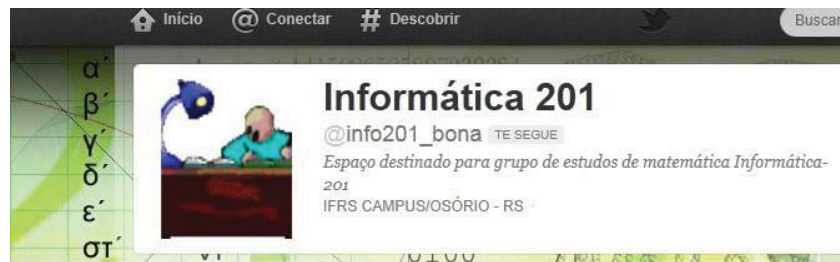 Início @ Conectar # Descobrir Buscar
Informática 201
@info201_bona TE SEGUE
Espaço destinado para grupo de estudos de matemática Informática-
201
IFRS CAMPUS/OSÓRIO - RS
α΄
β΄
γ΄
δ΄
ε΄
στ΄